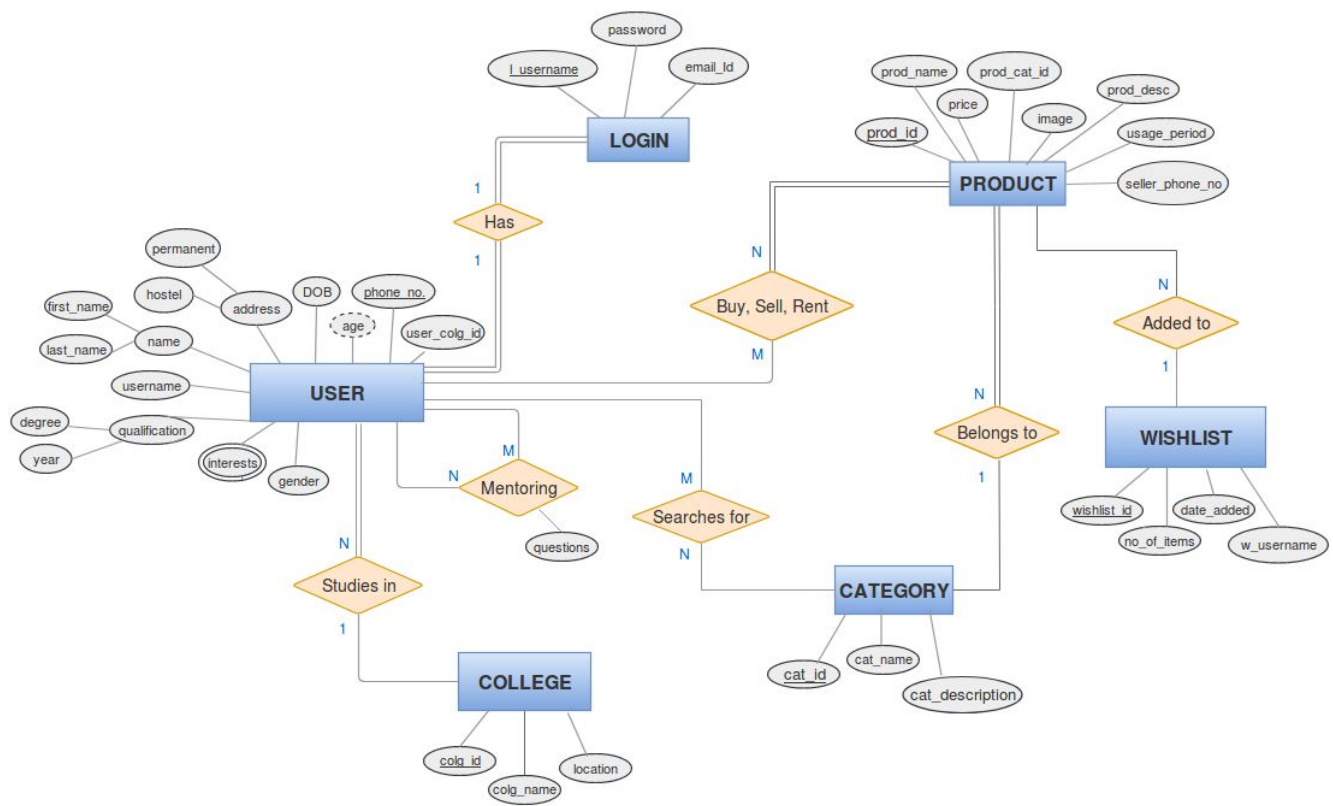 password
l_username
email_Id
LOGIN
prod_name
prod_cat_id
price
prod_desc
image
prod_id
usage_period
seller_phone_no
PRODUCT
1
Has
1
permanent
hostel
address
DOB
phone_no.
age
user_colg_id
first_name
last_name
name
username
USER
degree
year
qualification
interests
gender
N
Buy, Sell, Rent
M
N
Added to
1
M
N
Mentoring
questions
M
Searches for
N
N
Belongs to
1
WISHLIST
wishlist_id
date_added
no_of_items
w_username
N
Studies in
1
CATEGORY
cat_id
cat_name
cat_description
COLLEGE
colg_id
colg_name
location